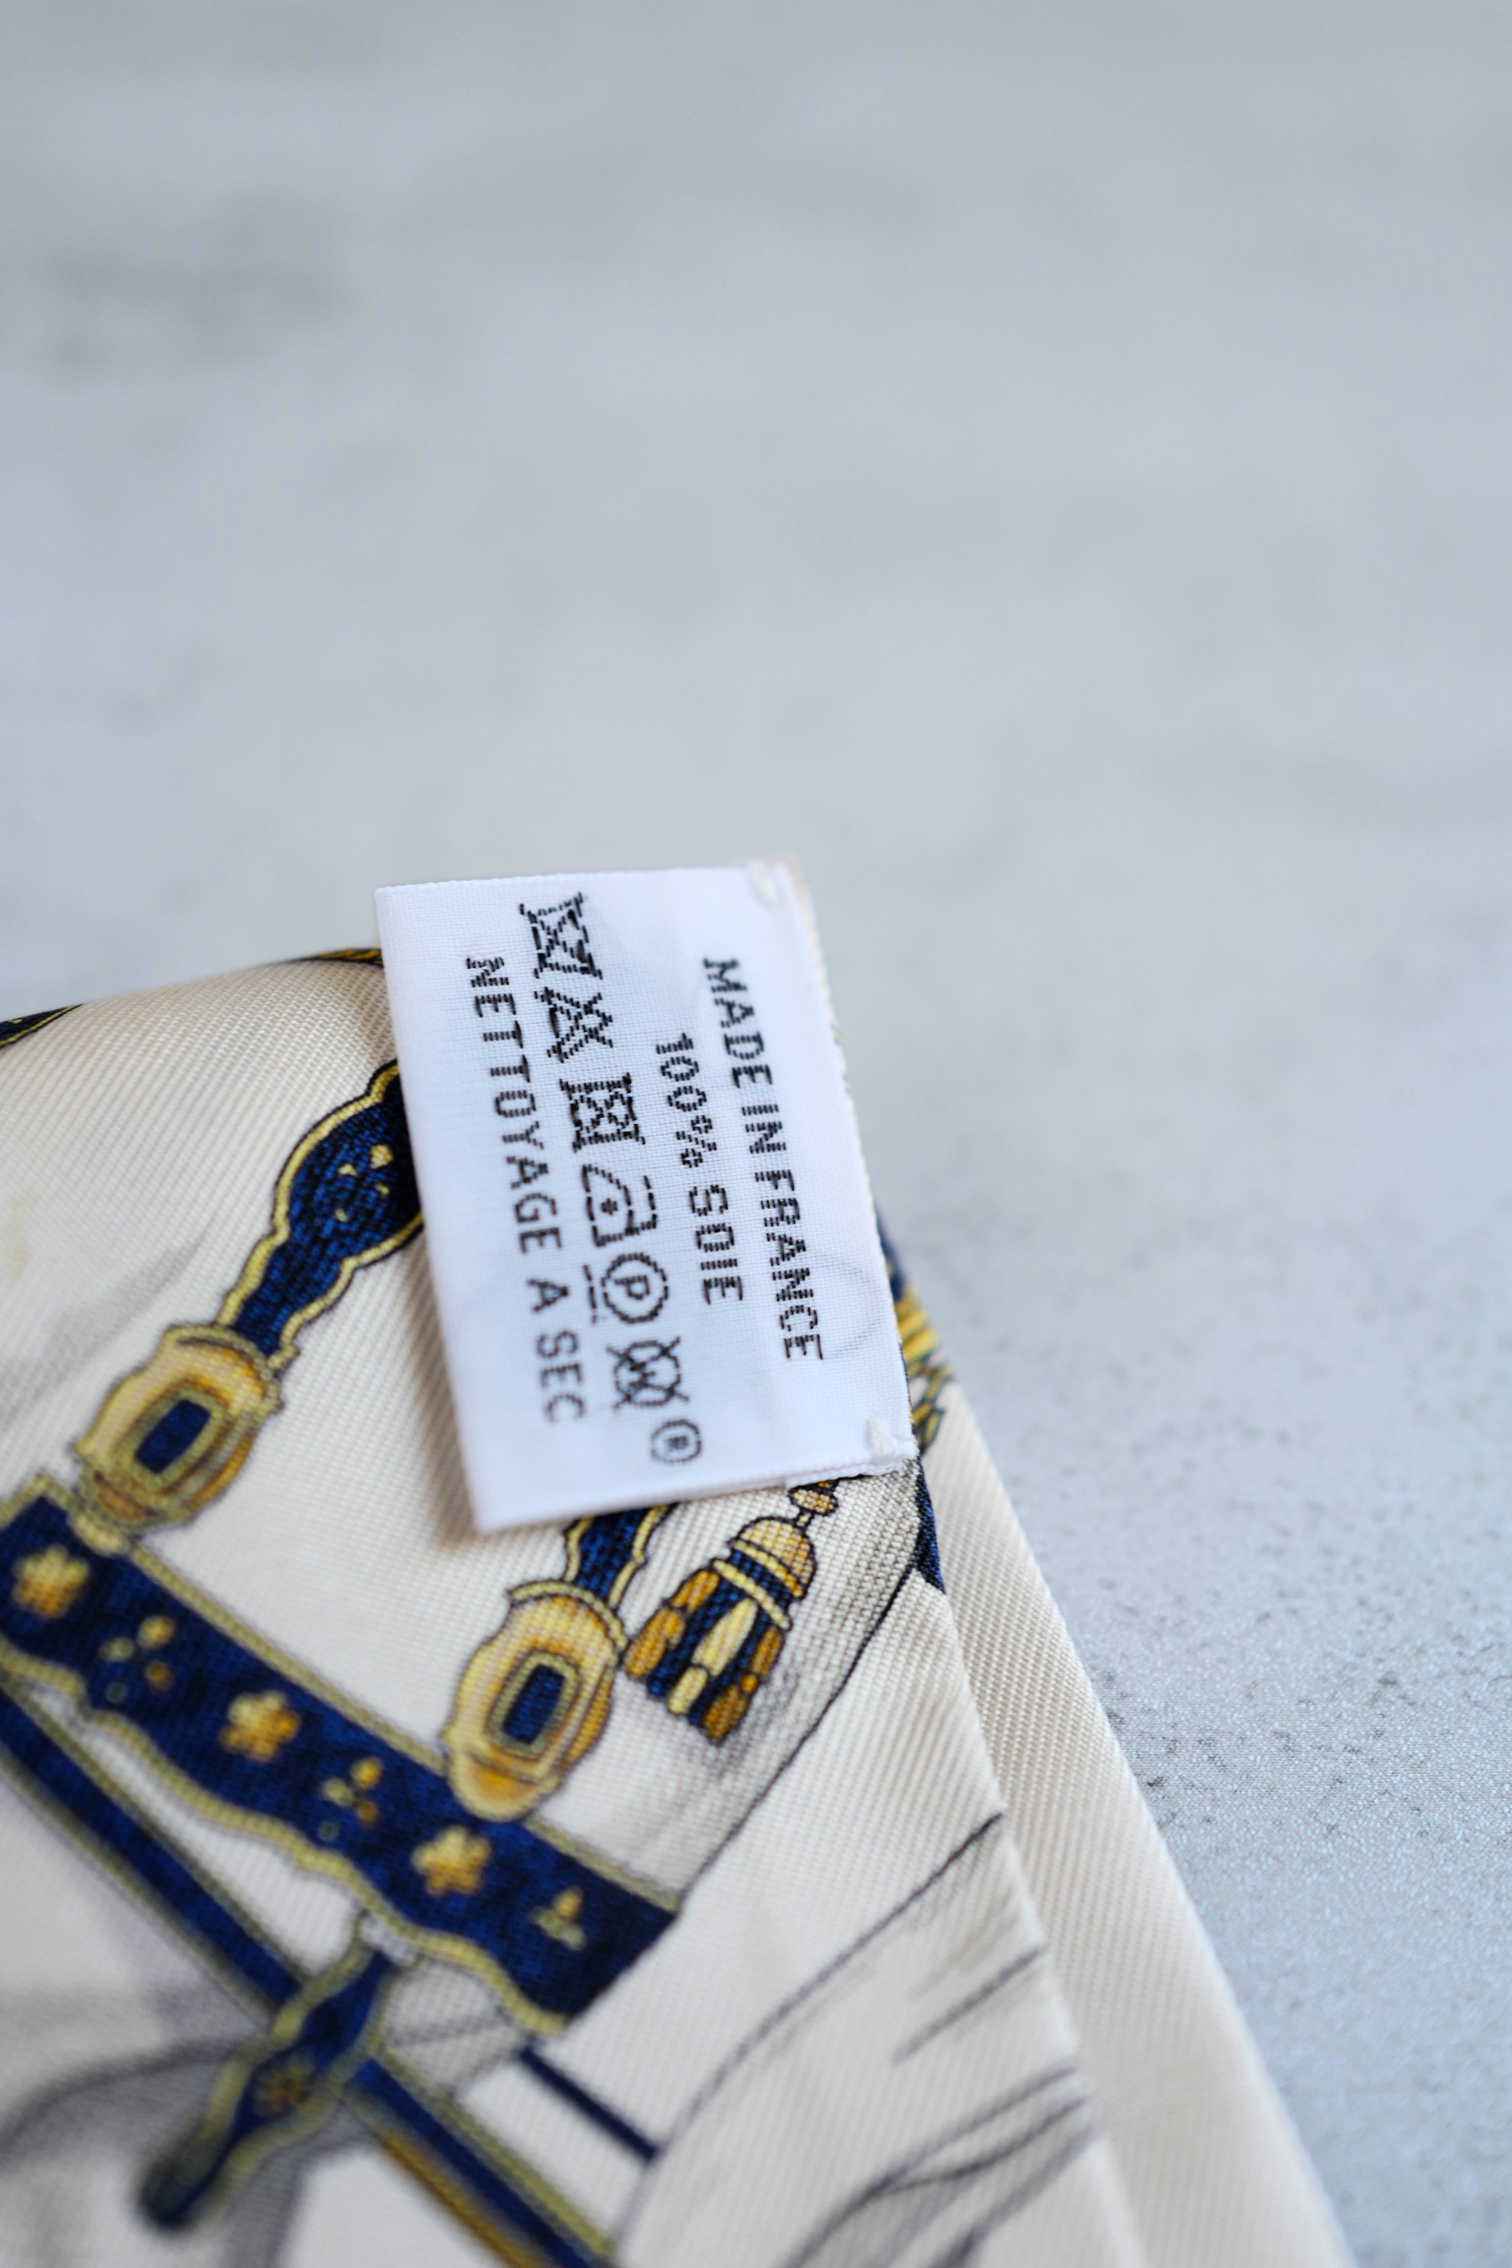 MADE IN FRANCE
100% SOIE
P W ®
NETTOYAGE A SEC